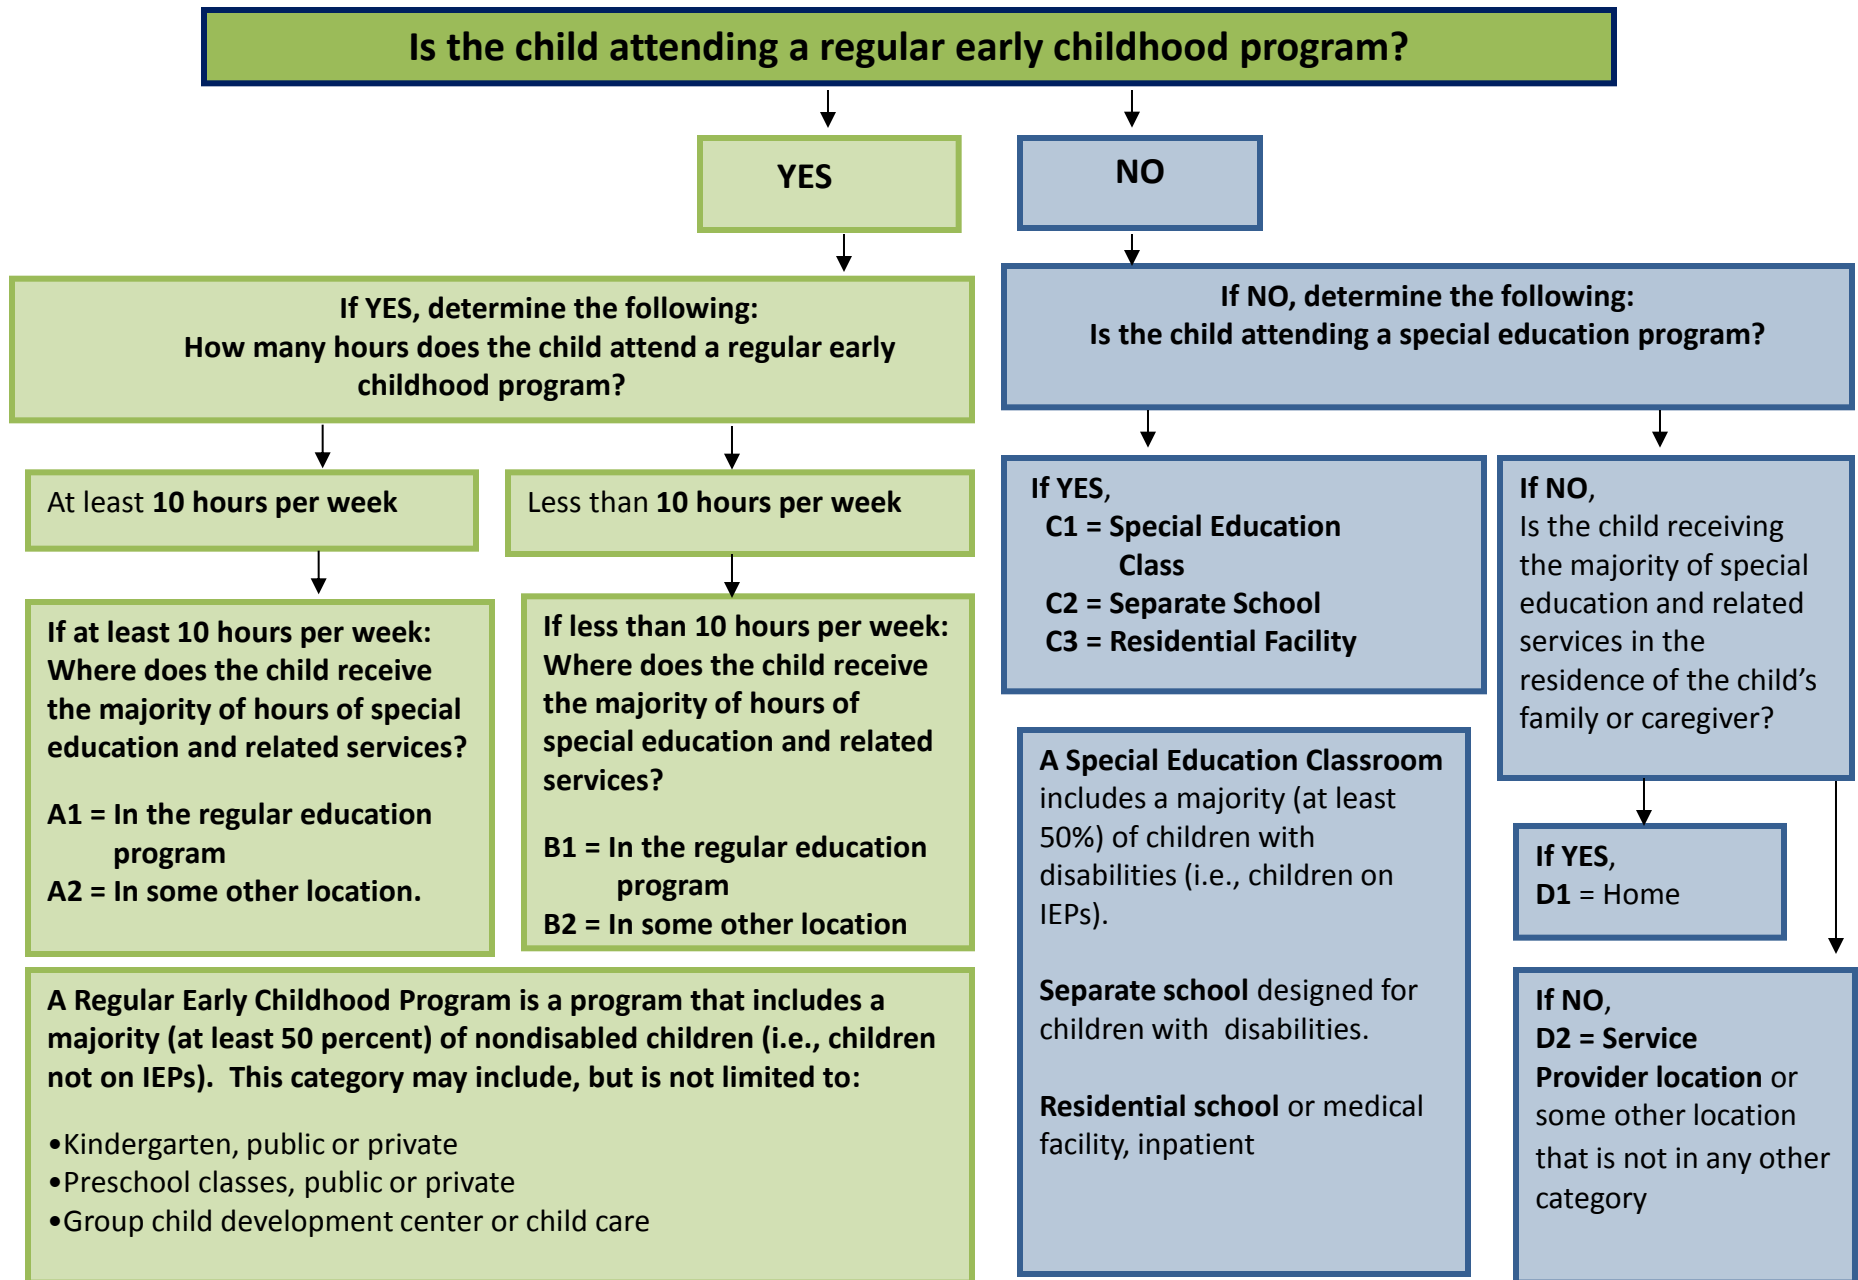 Is the child attending a regular early childhood program?
YES
NO
If YES, determine the following:
How many hours does the child attend a regular early
childhood program?
If NO, determine the following:
Is the child attending a special education program?
At least 10 hours per week
Less than 10 hours per week
If at least 10 hours per week:
Where does the child receive
the majority of hours of special
education and related services?
A1 = In the regular education
program
A2 = In some other location.
If less than 10 hours per week:
Where does the child receive
the majority of hours of
special education and related
services?
B1 = In the regular education
program
B2 = In some other location
A Regular Early Childhood Program is a program that includes a
majority (at least 50 percent) of nondisabled children (i.e., children
not on IEPs).  This category may include, but is not limited to:
•Kindergarten, public or private
•Preschool classes, public or private
•Group child development center or child care
If YES,
C1 = Special Education
Class
C2 = Separate School
C3 = Residential Facility
A Special Education Classroom
includes a majority (at least
50%) of children with
disabilities (i.e., children on
IEPs).
Separate school designed for
children with  disabilities.
Residential school or medical
facility, inpatient
If NO,
Is the child receiving
the majority of special
education and related
services in the
residence of the child’s
family or caregiver?
If YES,
D1 = Home
If NO,
D2 = Service
Provider location or
some other location
that is not in any other
category